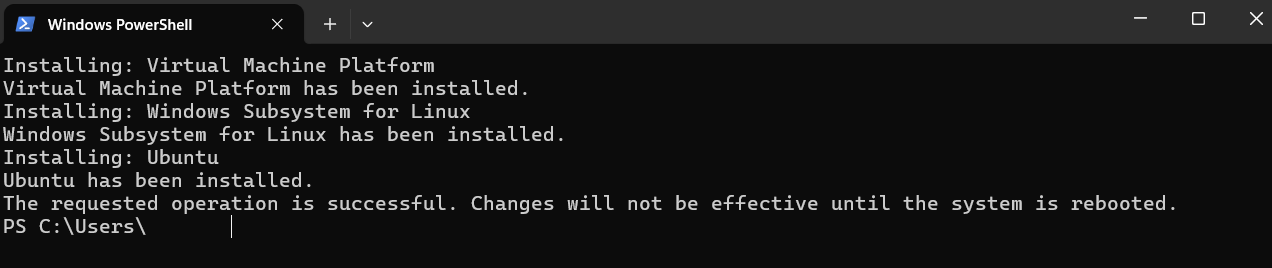 Windows PowerShell
Installing: Virtual Machine Platform
Virtual Machine Platform has been installed.
Installing: Windows Subsystem for Linux
Windows Subsystem for Linux has been installed.
Installing: Ubuntu
Ubuntu has been installed.
The requested operation is successful. Changes will not be effective until the system is rebooted.
PS C:\Users\